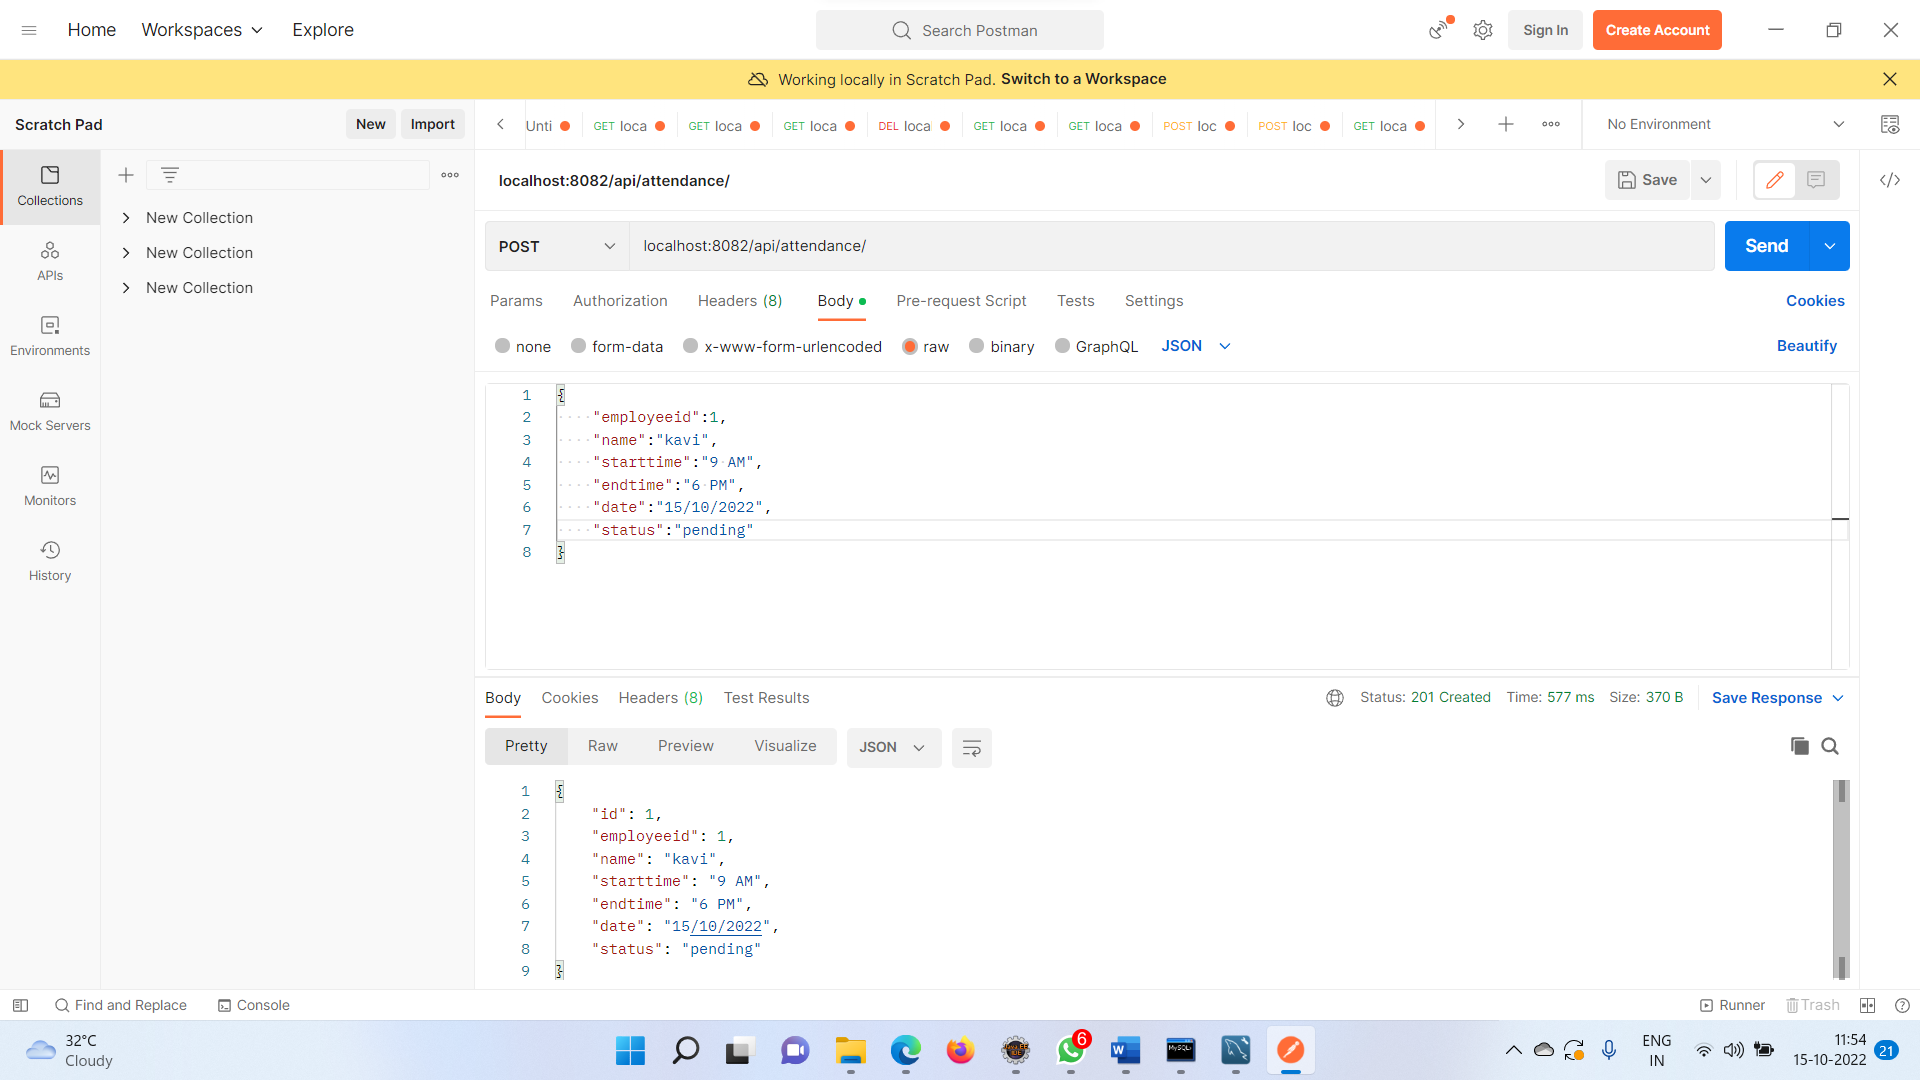 Home Workspaces Explore Search Postman Sign In Create Account
Working locally in Scratch Pad. Switch to a Workspace
Scratch Pad New Import Unti GET loca GET loca GET loca DEL loca GET loca GET loca POST loc POST loc GET loca No Environment
Collections
APIs
Environments
Mock Servers
Monitors
History
New Collection
New Collection
New Collection
localhost:8082/api/attendance/ Save
POST localhost:8082/api/attendance/ Send
Params Authorization Headers (8) Body Pre-request Script Tests Settings Cookies
none form-data x-www-form-urlencoded raw binary GraphQL JSON Beautify
1 {
2 "employeeid":1,
3 "name":"kavi",
4 "starttime":"9 AM",
5 "endtime":"6 PM",
6 "date":"15/10/2022",
7 "status":"pending"
8 }
Body Cookies Headers (8) Test Results Status: 201 Created Time: 577 ms Size: 370 B Save Response
Pretty Raw Preview Visualize JSON
1 {
2 "id": 1,
3 "employeeid": 1,
4 "name": "kavi",
5 "starttime": "9 AM",
6 "endtime": "6 PM",
7 "date": "15/10/2022",
8 "status": "pending"
9 }
Find and Replace Console Runner Trash
32°C
Cloudy
6
ENG
IN
11:54
15-10-2022
21